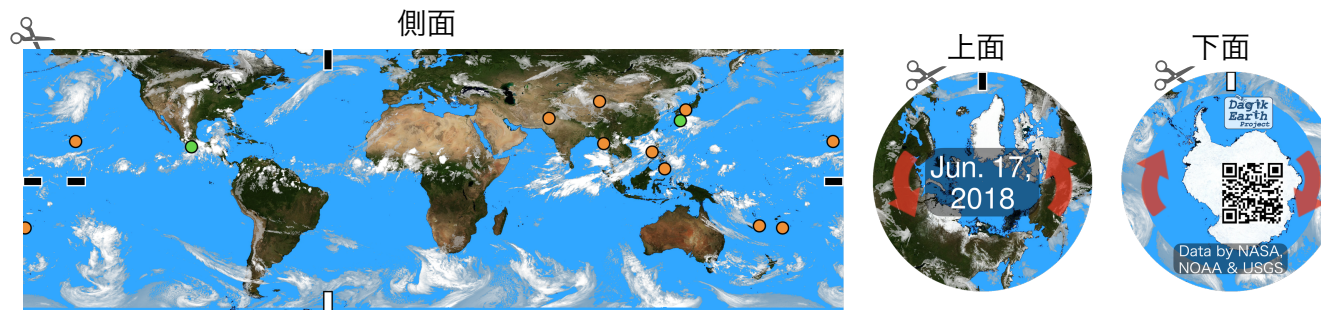 側面
上面
下面
Dagik
Earth
Project
Jun. 17,
2018
Data by NASA,
NOAA & USGS